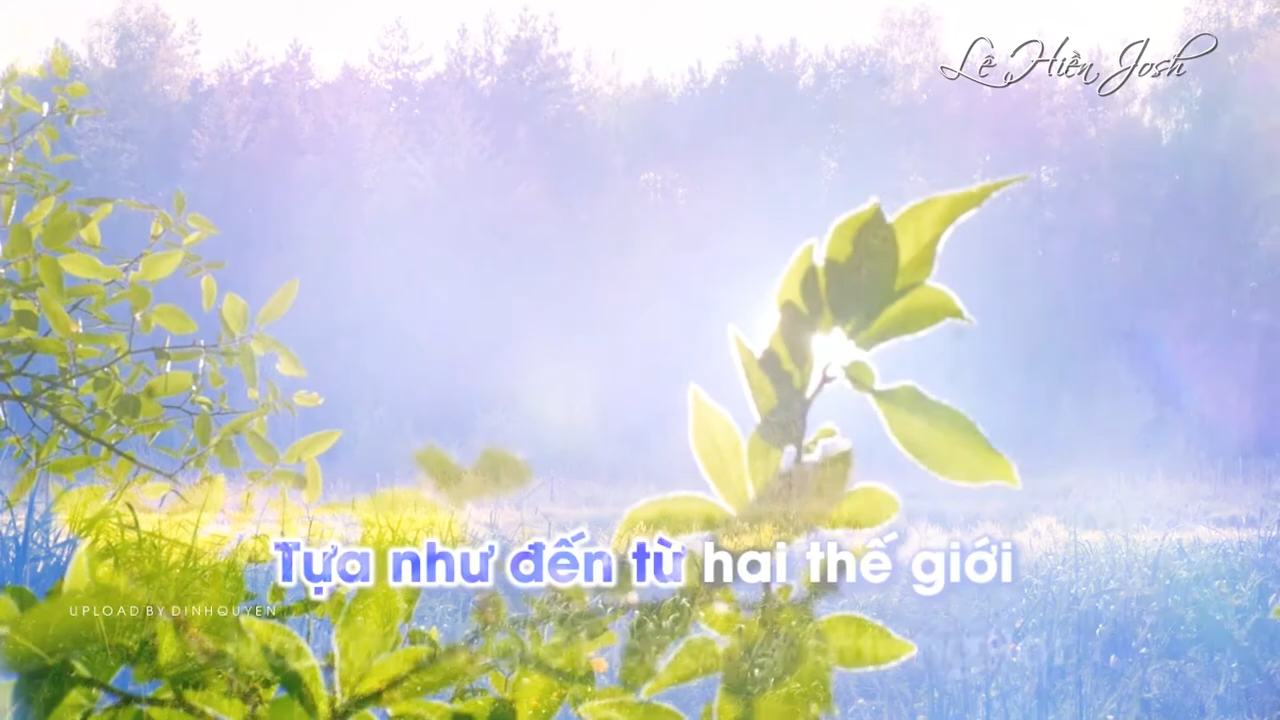 Lê Hiền Josh
Tựa như đến từ hai thế giới
UPLOAD BY DINHQUYEN